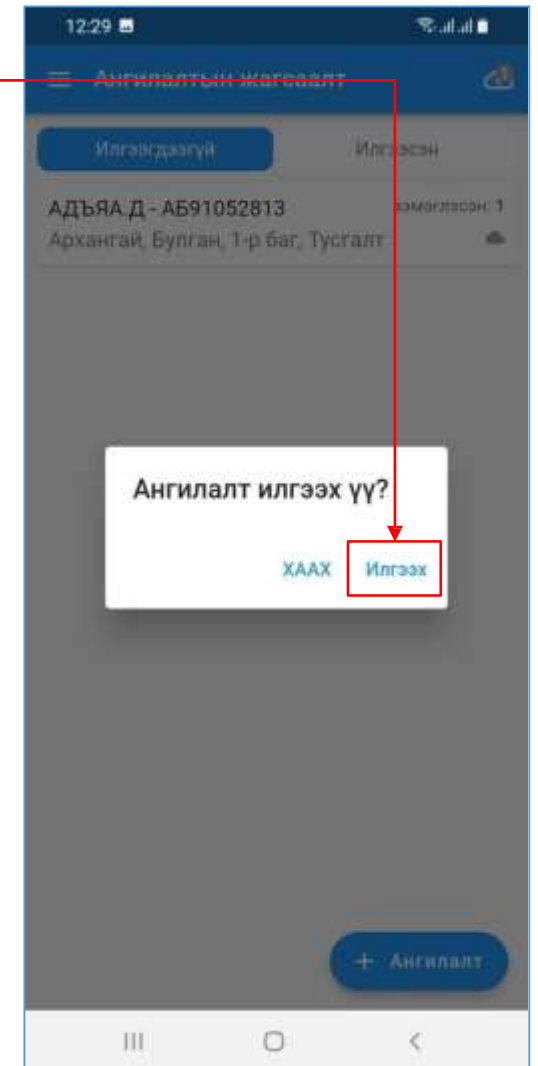 12:29
Ангилалтын жагсаалт
Илгээгдээгүй Илгээсэн
АДЪЯА.Д - АБ91052813
Архангай, Булган, 1-р баг, Тусгалт
Ангилалт илгээх үү?
ХААХ Илгээх
+ Ангилалт